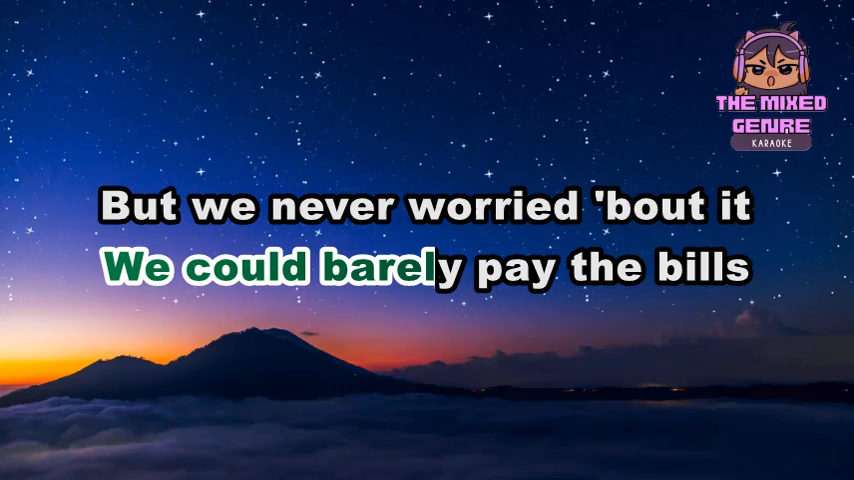 THE MIXED
GENRE
KARAOKE
But we never worried 'bout it
We could barely pay the bills